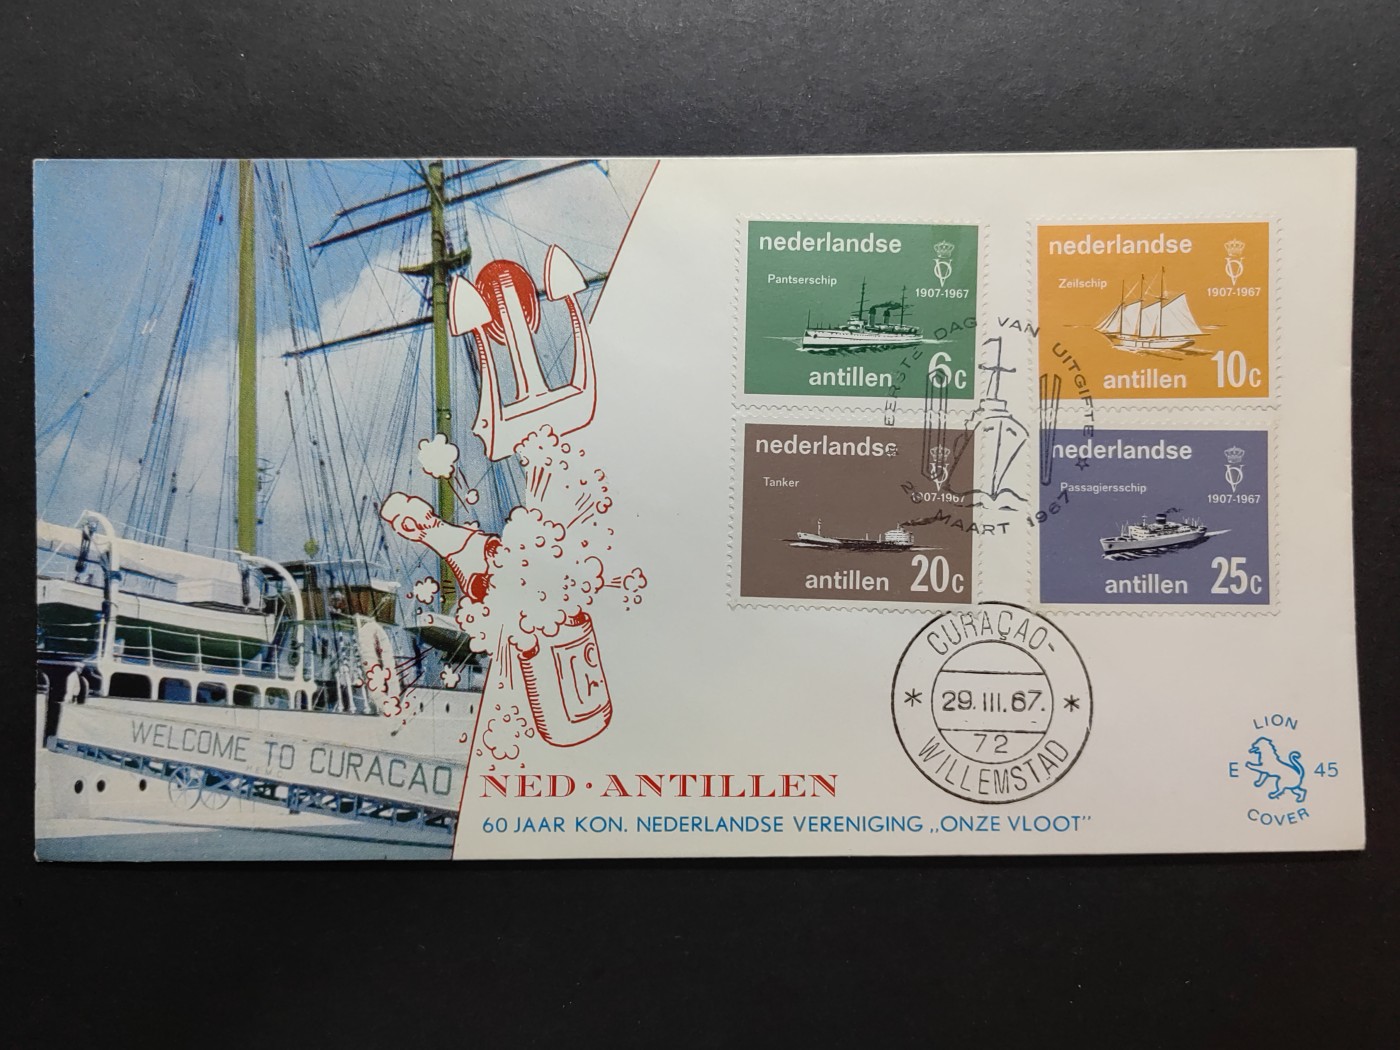 nederlandse
Pantserschip
1907-1967
antillen 6c
nederlandse
Zeilschip
1907-1967
antillen 10c
nederlandse
Tanker
1907-1967
antillen 20c
nederlandse
Passagiersschip
1907-1967
antillen 25c
EERSTE DAG VAN UITGIFTE
29 MAART 1967
CURAÇAO-
29.III.67.
72
WILLEMSTAD
WELCOME TO CURACAO
NED·ANTILLEN
60 JAAR KON. NEDERLANDSE VERENIGING „ONZE VLOOT"
LION
E 45
COVER